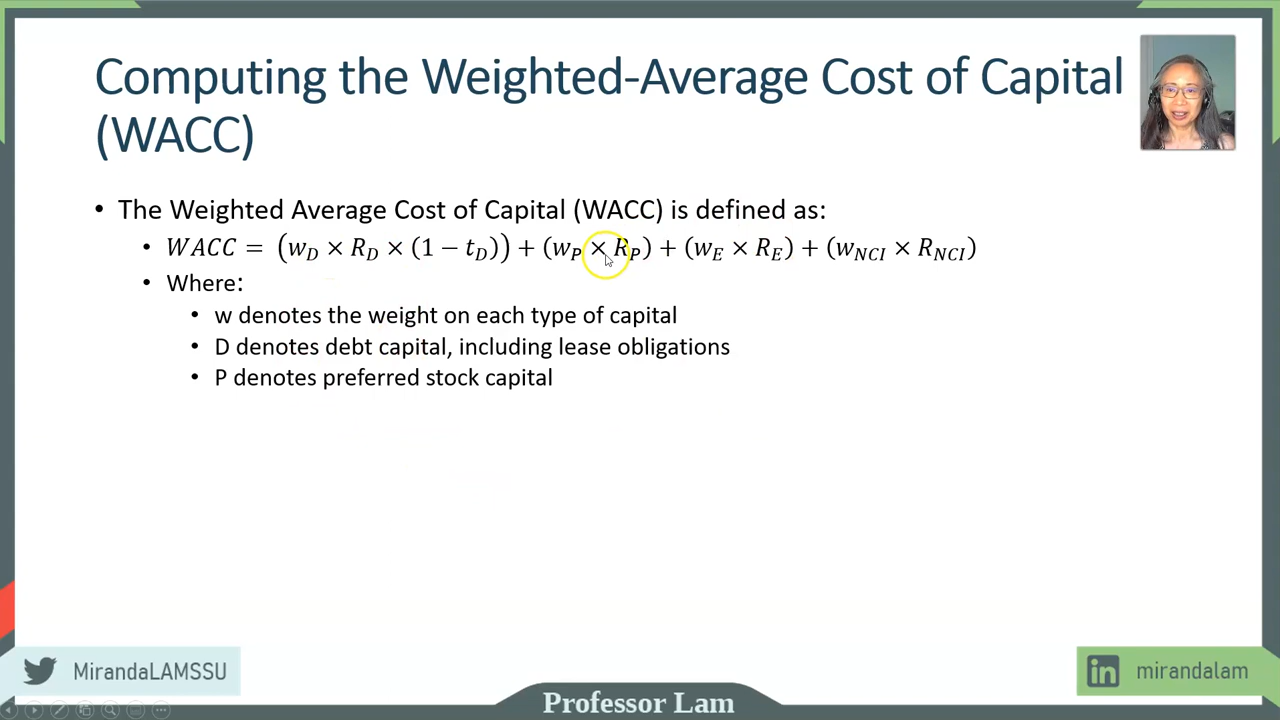 Computing the Weighted-Average Cost of Capital
(WACC)
• The Weighted Average Cost of Capital (WACC) is defined as:
• WACC = (w_D × R_D × (1 − t_D)) + (w_P × R_P) + (w_E × R_E) + (w_NCI × R_NCI)
• Where:
• w denotes the weight on each type of capital
• D denotes debt capital, including lease obligations
• P denotes preferred stock capital
MirandaLAMSSU
Professor Lam
in mirandalam